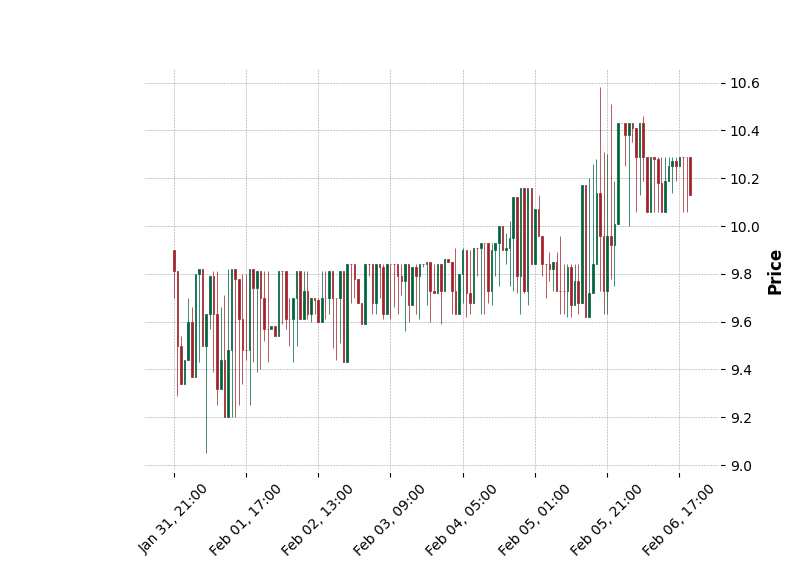 10.6
10.4
10.2
10.0
9.8
9.6
9.4
9.2
9.0
Price
Jan 31, 21:00
Feb 01, 17:00
Feb 02, 13:00
Feb 03, 09:00
Feb 04, 05:00
Feb 05, 01:00
Feb 05, 21:00
Feb 06, 17:00